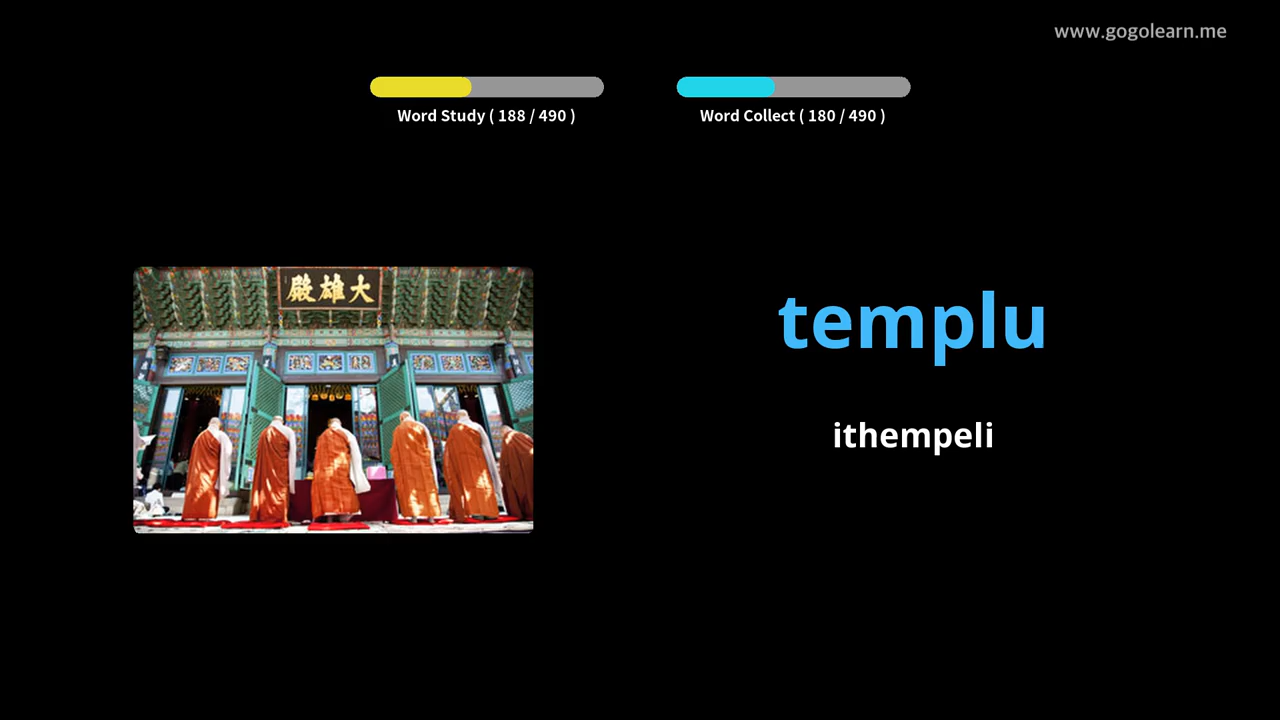 www.gogolearn.me
Word Study ( 188 / 490 )
Word Collect ( 180 / 490 )
殿雄大
templu
ithempeli